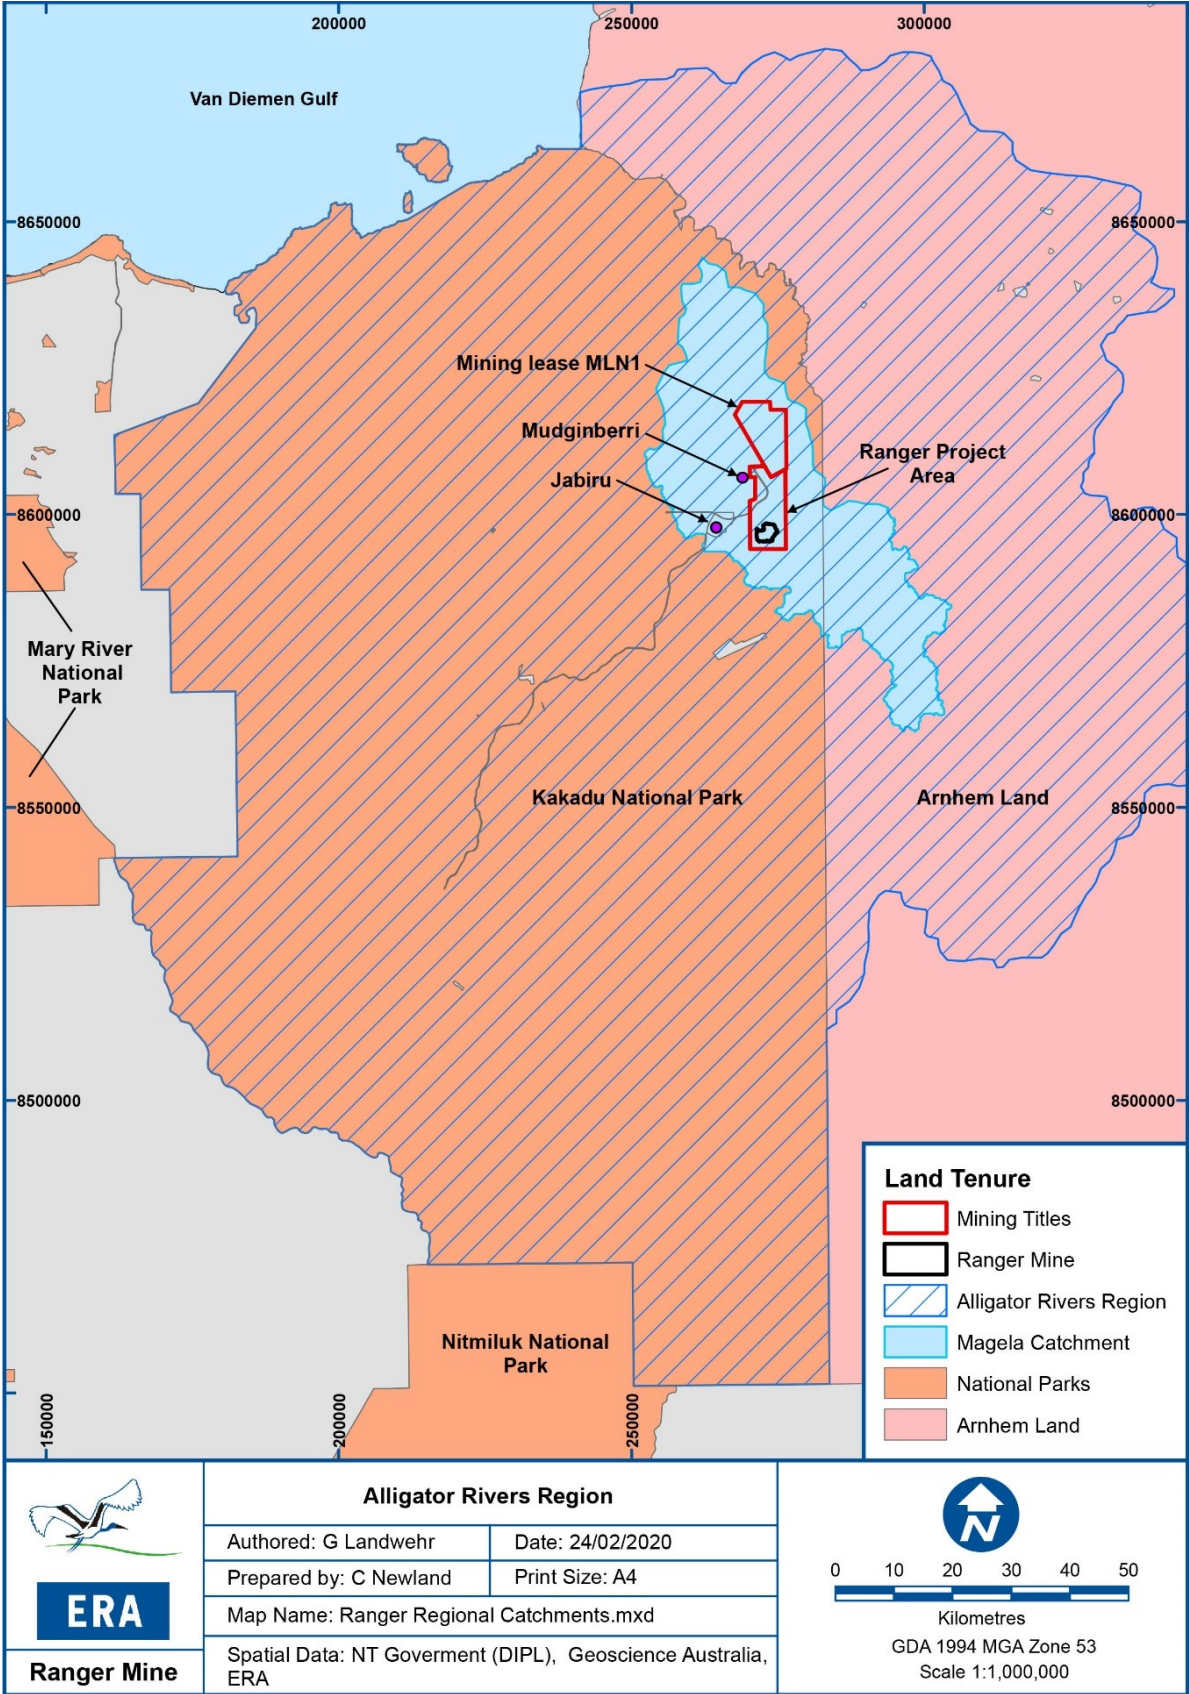 200000
250000
300000
Van Diemen Gulf
8650000
8650000
Mining lease MLN1
Mudginberri
Jabiru
Ranger Project
Area
8600000
8600000
Mary River
National
Park
8550000
Kakadu National Park
Arnhem Land
8550000
8500000
8500000
Nitmiluk National
Park
150000
200000
250000
Land Tenure
Mining Titles
Ranger Mine
Alligator Rivers Region
Magela Catchment
National Parks
Arnhem Land
ERA
Ranger Mine
Alligator Rivers Region
Authored: G Landwehr
Date: 24/02/2020
Prepared by: C Newland
Print Size: A4
Map Name: Ranger Regional Catchments.mxd
Spatial Data: NT Goverment (DIPL), Geoscience Australia,
ERA
N
0 10 20 30 40 50
Kilometres
GDA 1994 MGA Zone 53
Scale 1:1,000,000